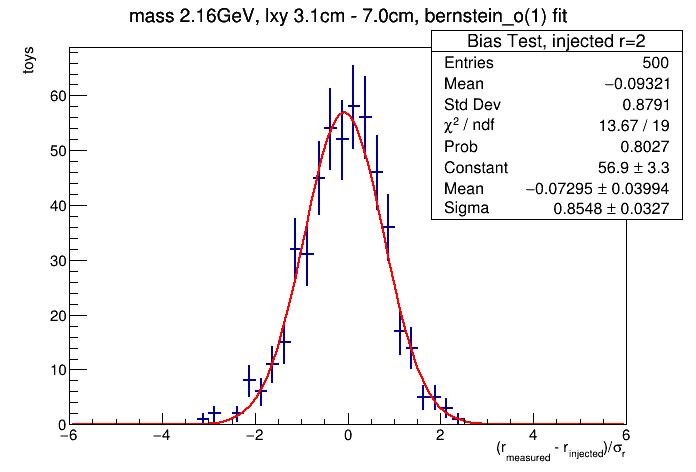 mass 2.16GeV, lxy 3.1cm - 7.0cm, bernstein_o(1) fit
toys
Bias Test, injected r=2
Entries 500
Mean −0.09321
Std Dev 0.8791
χ² / ndf 13.67 / 19
Prob 0.8027
Constant 56.9 ± 3.3
Mean −0.07295 ± 0.03994
Sigma 0.8548 ± 0.0327
60
50
40
30
20
10
0
−6 −4 −2 0 2 4 6
(r_measured - r_injected)/σ_r